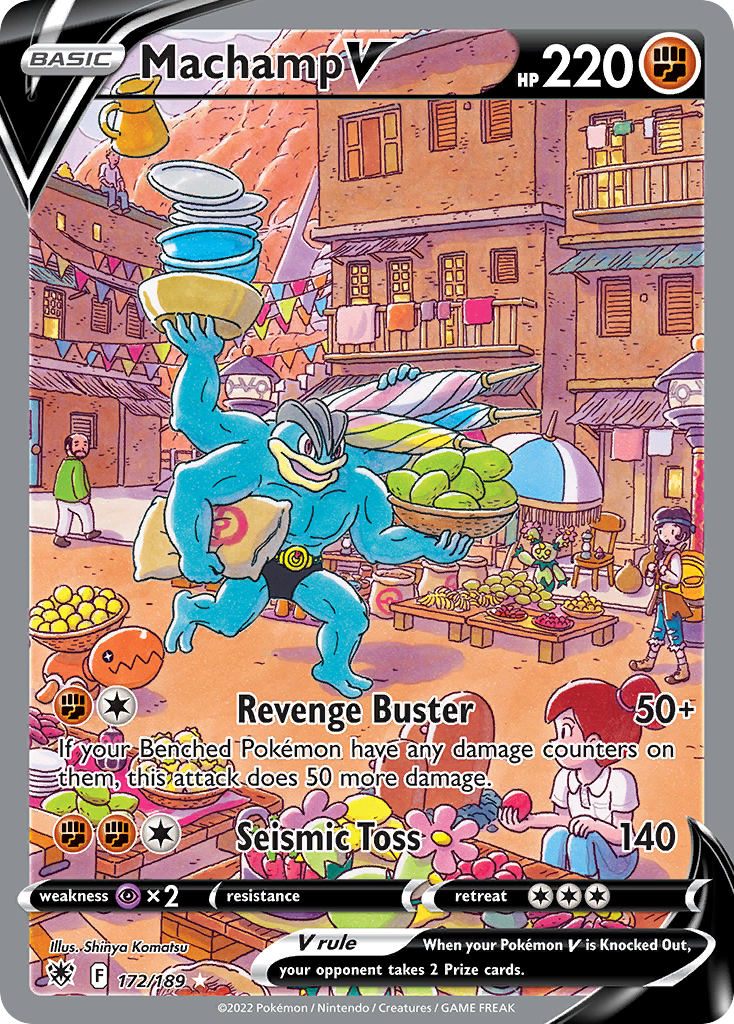 BASIC
Machamp V
HP 220
Revenge Buster 50+
If your Benched Pokémon have any damage counters on
them, this attack does 50 more damage.
Seismic Toss 140
weakness ×2 resistance retreat
Illus. Shinya Komatsu
V rule
When your Pokémon V is Knocked Out,
your opponent takes 2 Prize cards.
F 172/189
©2022 Pokémon / Nintendo / Creatures / GAME FREAK